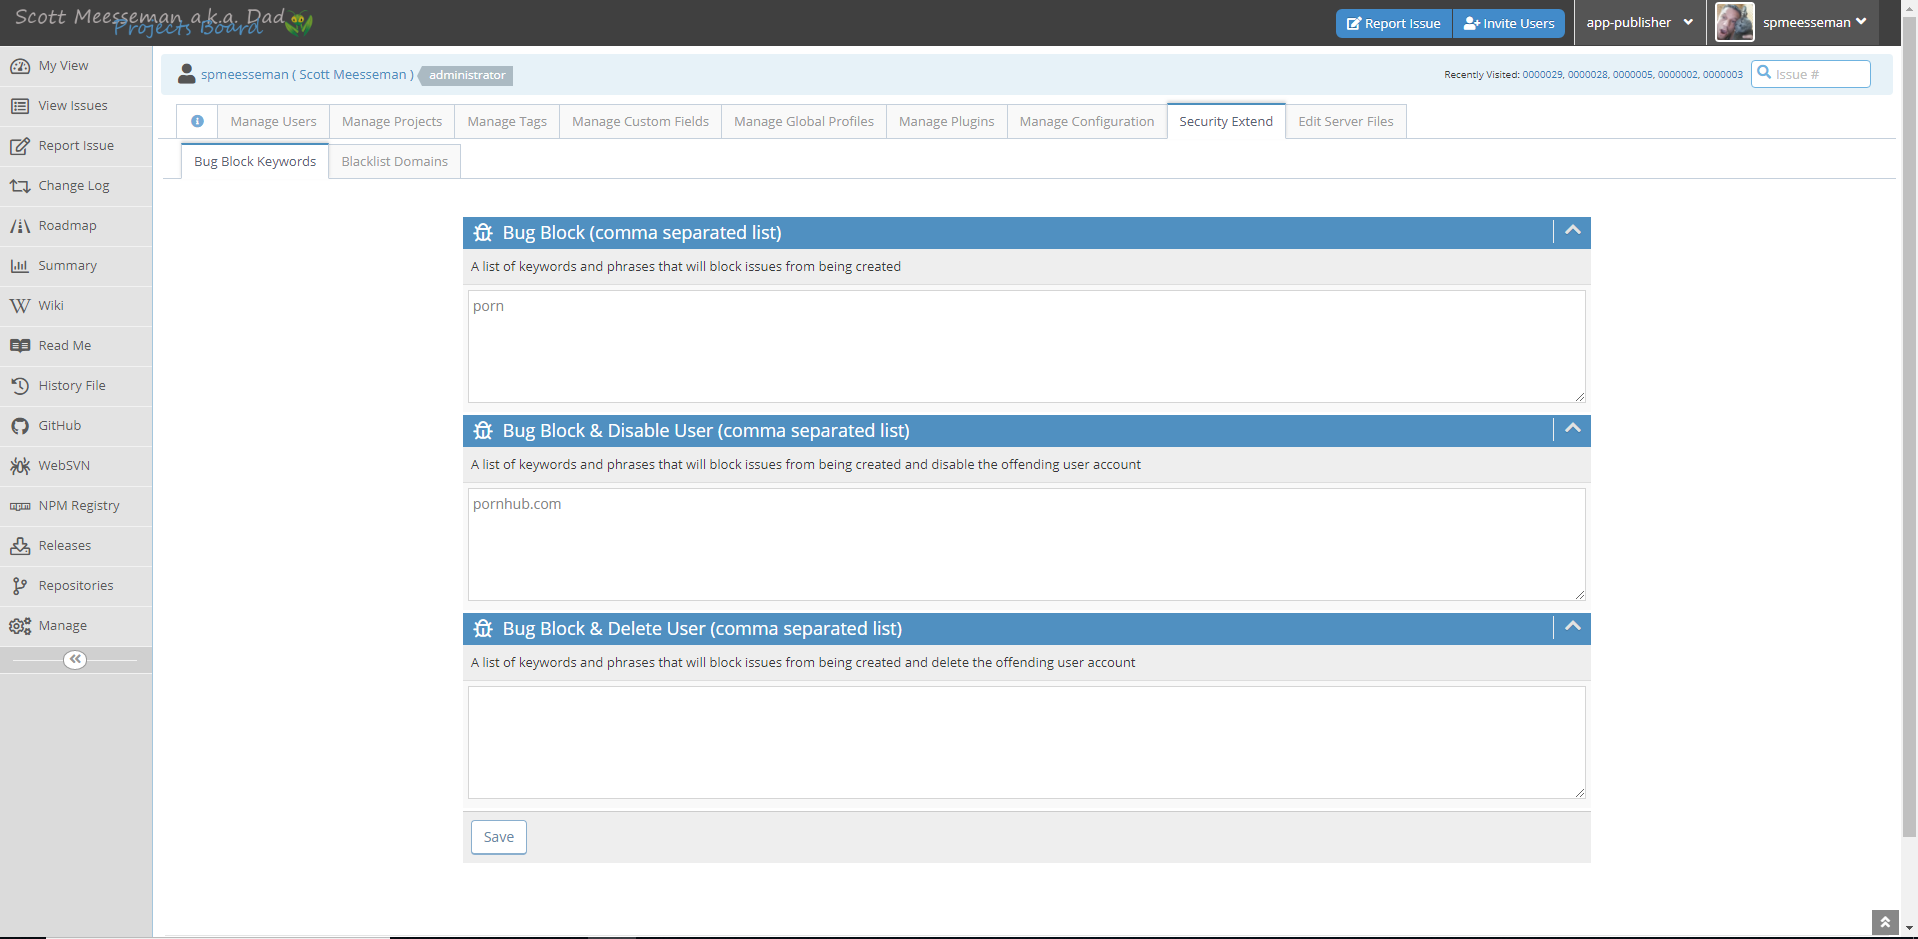 Scott Meesseman a.k.a. Dad
Projects Board
Report Issue
Invite Users
app-publisher
spmeesseman
My View
View Issues
Report Issue
Change Log
Roadmap
Summary
Wiki
Read Me
History File
GitHub
WebSVN
NPM Registry
Releases
Repositories
Manage
spmeesseman ( Scott Meesseman )
administrator
Recently Visited: 0000029, 0000028, 0000005, 0000002, 0000003
Issue #
Manage Users
Manage Projects
Manage Tags
Manage Custom Fields
Manage Global Profiles
Manage Plugins
Manage Configuration
Security Extend
Edit Server Files
Bug Block Keywords
Blacklist Domains
Bug Block (comma separated list)
A list of keywords and phrases that will block issues from being created
porn
Bug Block & Disable User (comma separated list)
A list of keywords and phrases that will block issues from being created and disable the offending user account
pornhub.com
Bug Block & Delete User (comma separated list)
A list of keywords and phrases that will block issues from being created and delete the offending user account
Save